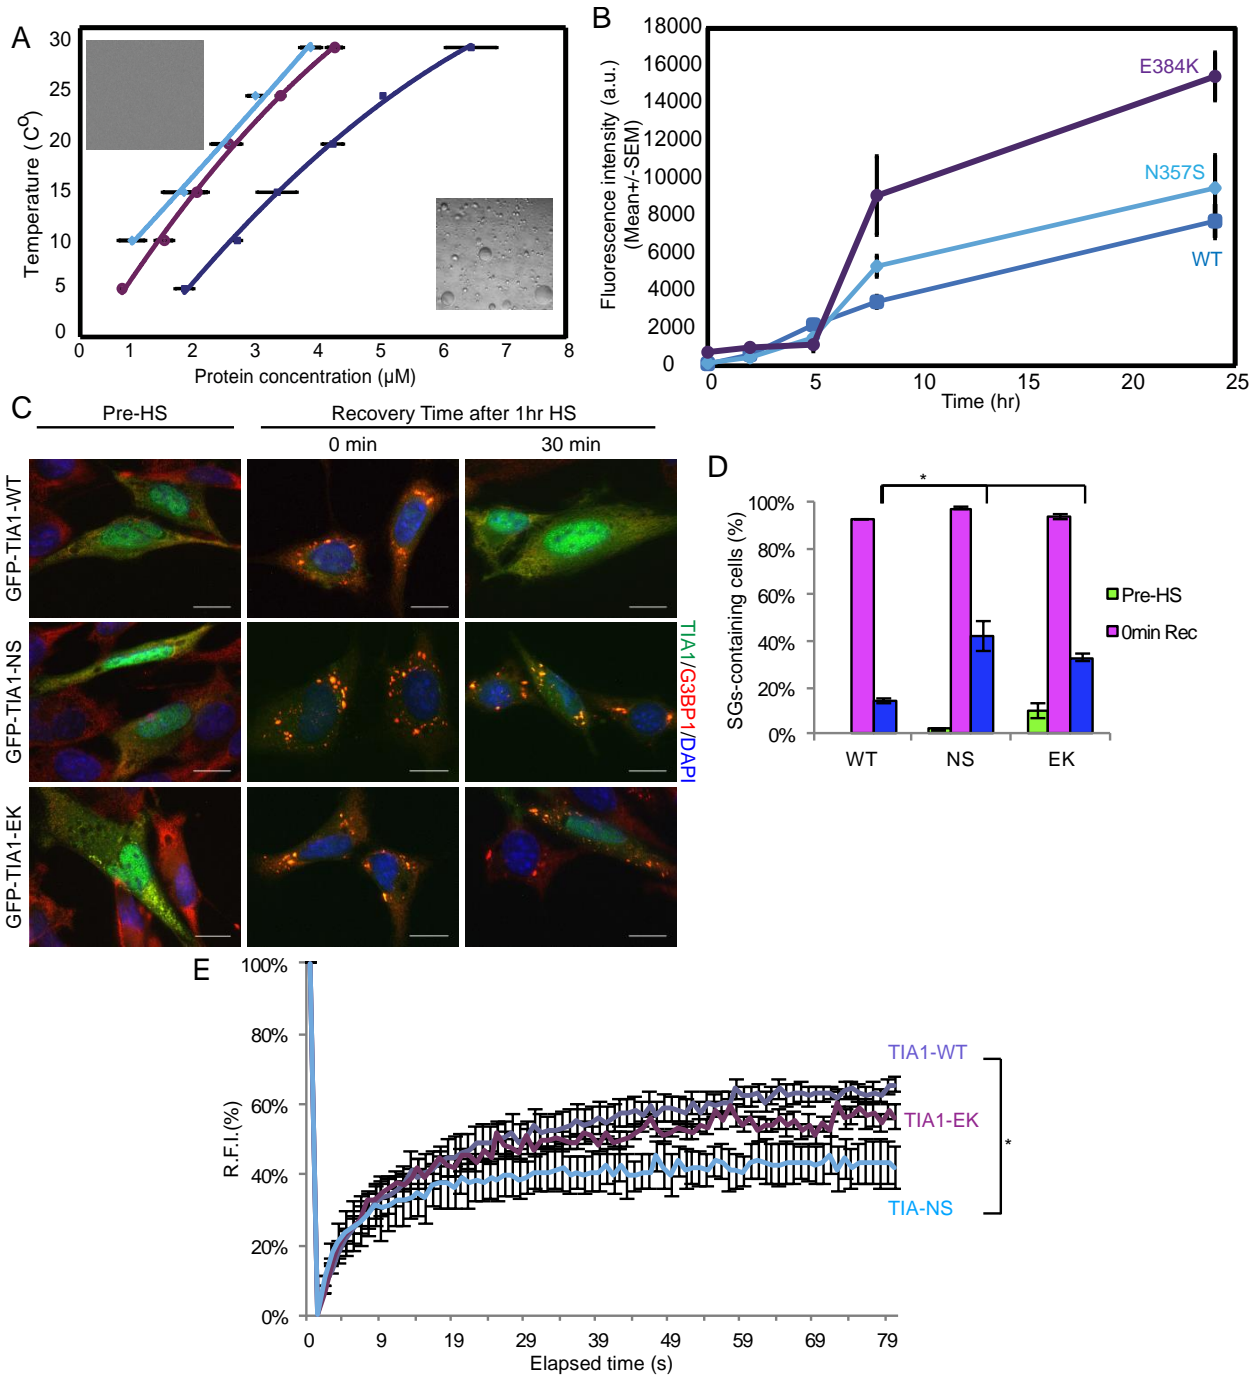 A
Temperature (C°)
30
25
20
15
10
5
0
0 1 2 3 4 5 6 7 8
Protein concentration (µM)
B
Fluorescence intensity (a.u.)
(Mean+/-SEM)
18000
16000
14000
12000
10000
8000
6000
4000
2000
0
E384K
N357S
WT
0 5 10 15 20 25
Time (hr)
C
Pre-HS
Recovery Time after 1hr HS
0 min
30 min
GFP-TIA1-WT
GFP-TIA1-NS
GFP-TIA1-EK
TIA1/G3BP1/DAPI
D
SGs-containing cells (%)
100%
80%
60%
40%
20%
0%
*
WT NS EK
Pre-HS
0min Rec
E
R.F.I.(%)
100%
80%
60%
40%
20%
0%
TIA1-WT
TIA1-EK
TIA-NS
*
0 9 19 29 39 49 59 69 79
Elapsed time (s)